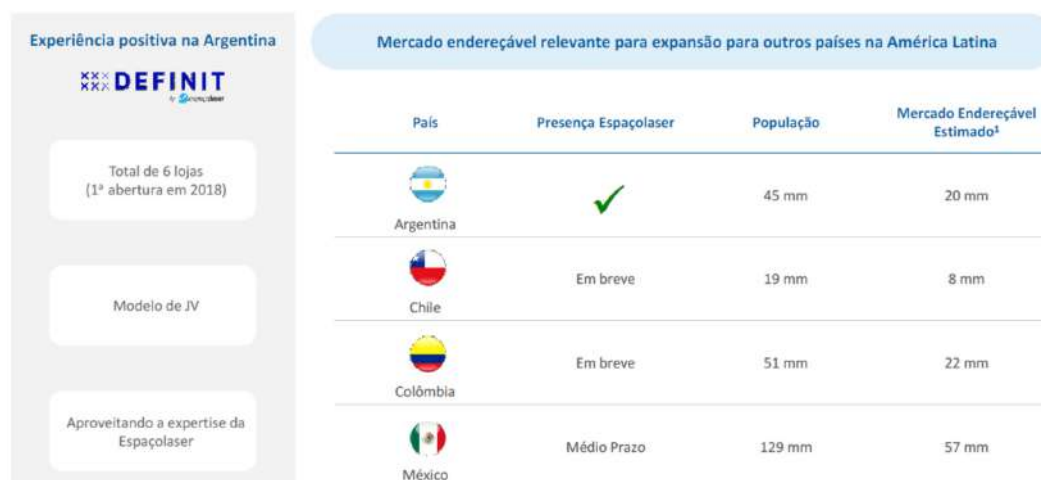 Experiência positiva na Argentina
DEFINIT
by Espaçolaser
Total de 6 lojas
(1ª abertura em 2018)
Modelo de JV
Aproveitando a expertise da
Espaçolaser
Mercado endereçável relevante para expansão para outros países na América Latina
País Presença Espaçolaser População Mercado Endereçável
Estimado¹
Argentina 45 mm 20 mm
Chile Em breve 19 mm 8 mm
Colômbia Em breve 51 mm 22 mm
México Médio Prazo 129 mm 57 mm